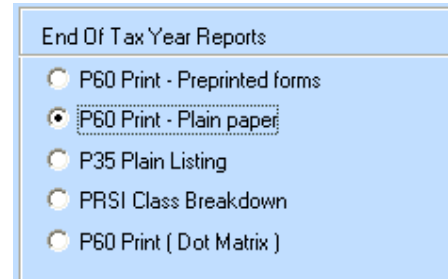 End Of Tax Year Reports
P60 Print - Preprinted forms
P60 Print - Plain paper
P35 Plain Listing
PRSI Class Breakdown
P60 Print ( Dot Matrix )